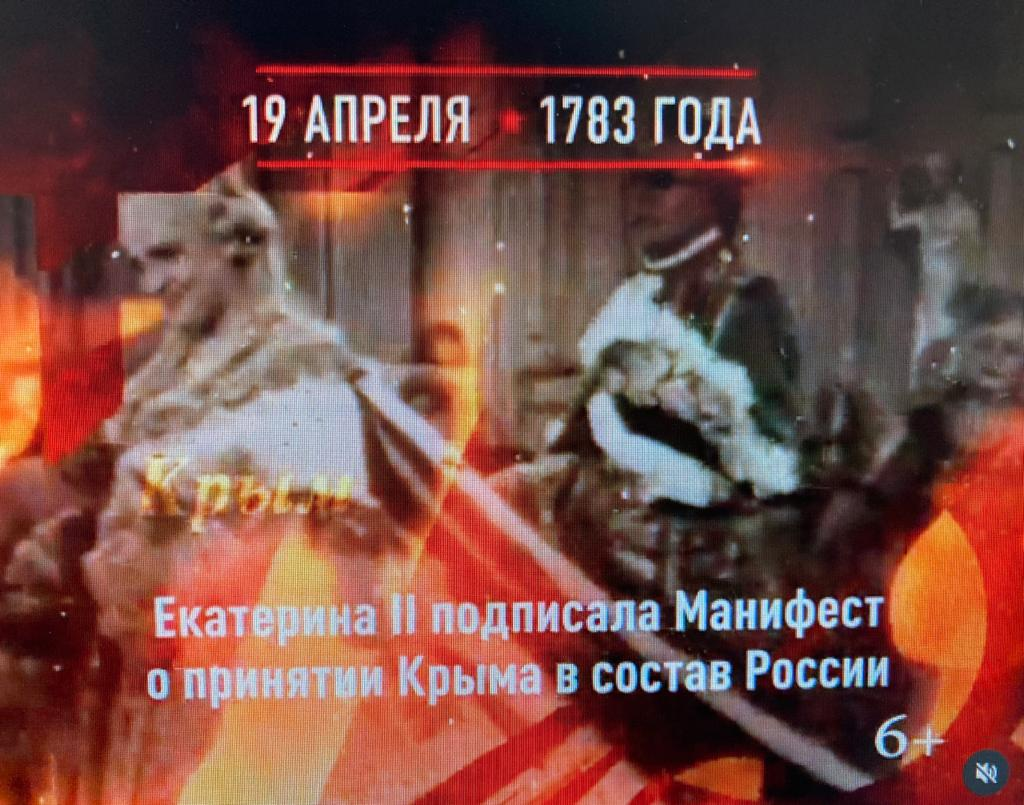 19 АПРЕЛЯ 1783 ГОДА
Крым
Екатерина II подписала Манифест
о принятии Крыма в состав России
6+